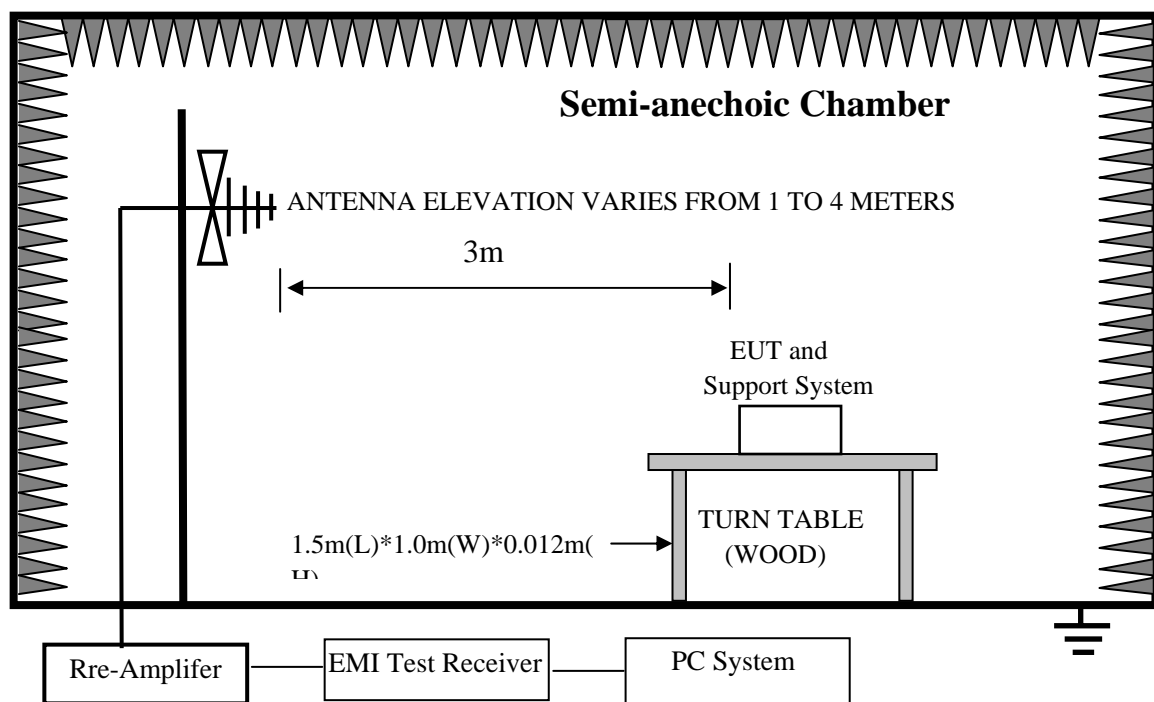 Semi-anechoic Chamber
ANTENNA ELEVATION VARIES FROM 1 TO 4 METERS
3m
EUT and
Support System
TURN TABLE
(WOOD)
1.5m(L)*1.0m(W)*0.012m(
H)
Rre-Amplifer
EMI Test Receiver
PC System